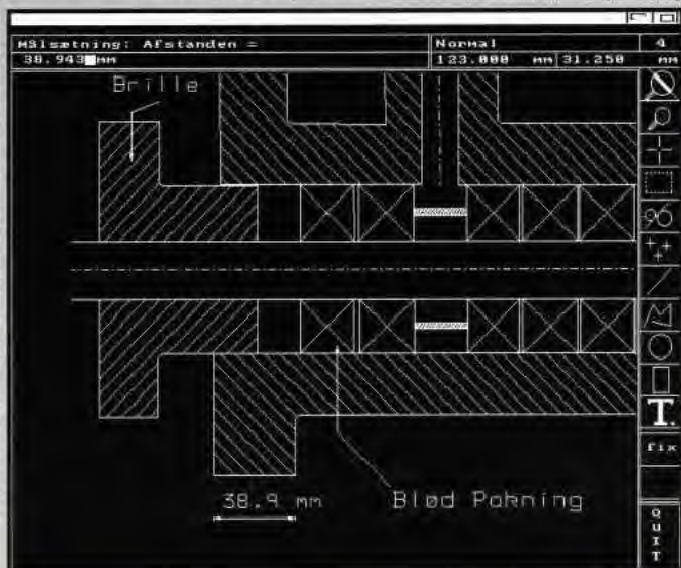 Målsætning: Afstanden =
Normal
4
38.943 mm
123.000 mm 31.250 mm
Brille
96
T.
fix
38.9 mm
Blød Pakning
QUIT